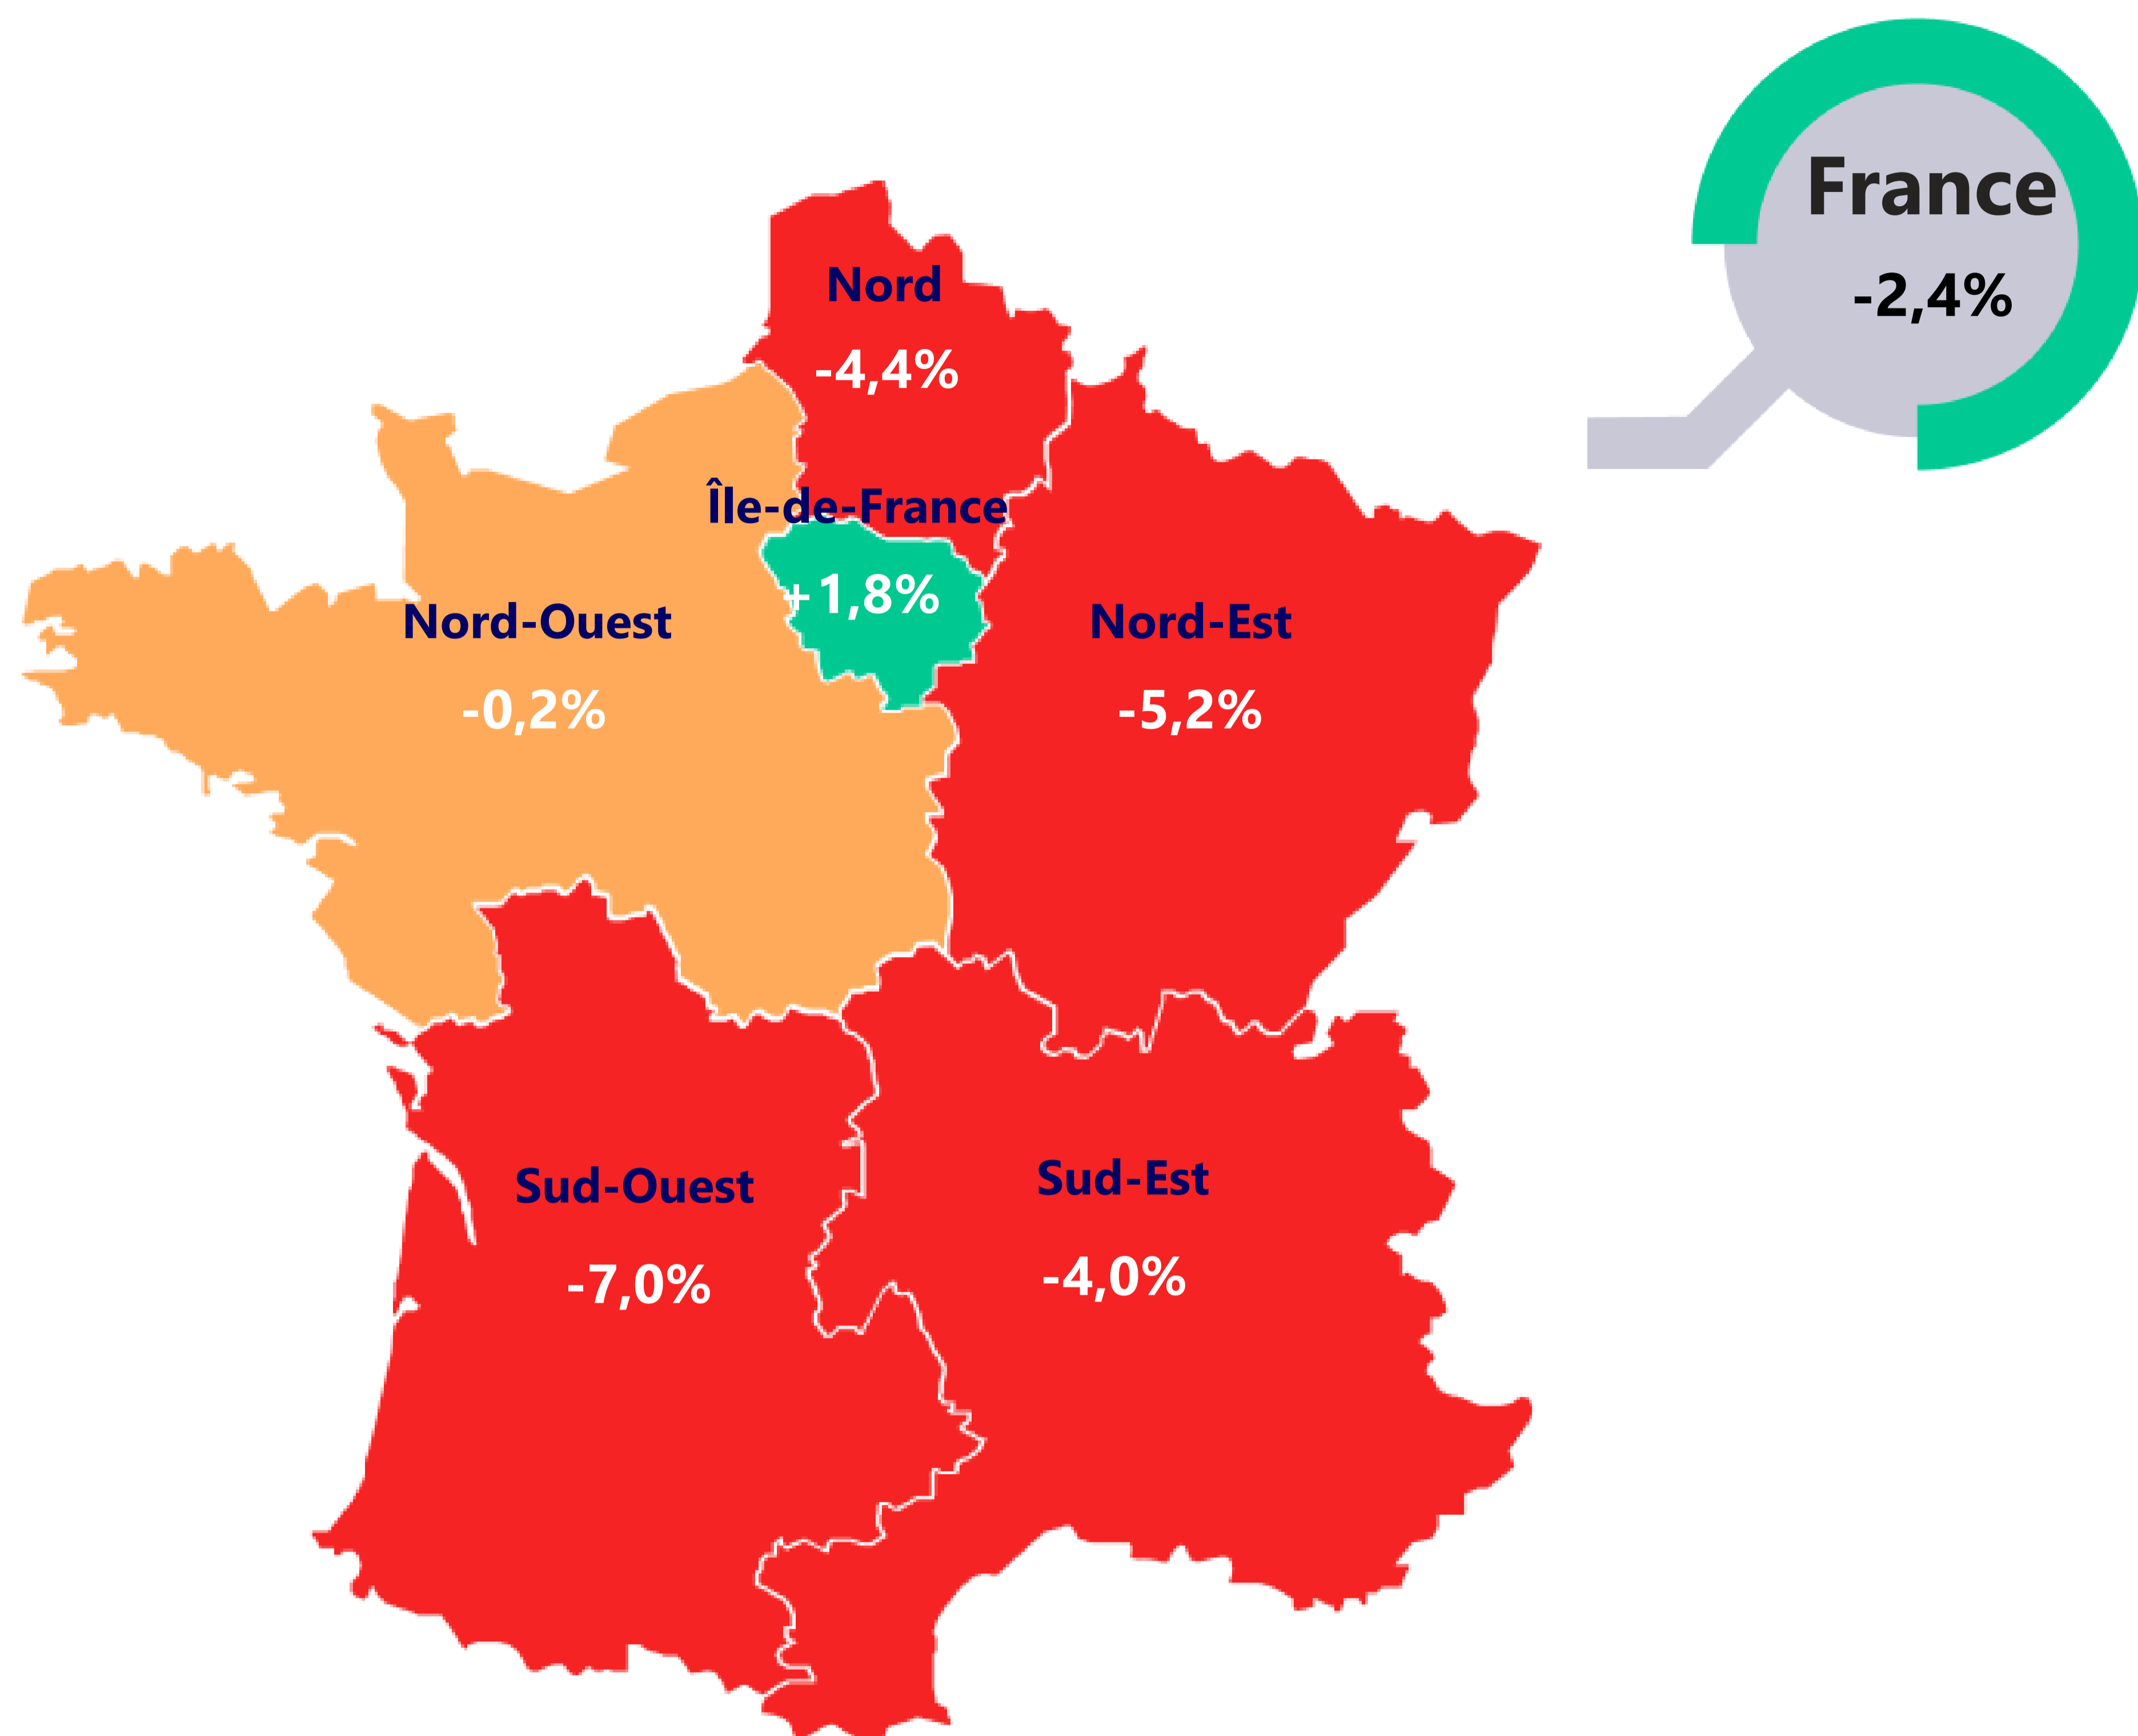 France
-2,4%
Nord
-4,4%
Île-de-France
+1,8%
Nord-Ouest
-0,2%
Nord-Est
-5,2%
Sud-Ouest
-7,0%
Sud-Est
-4,0%